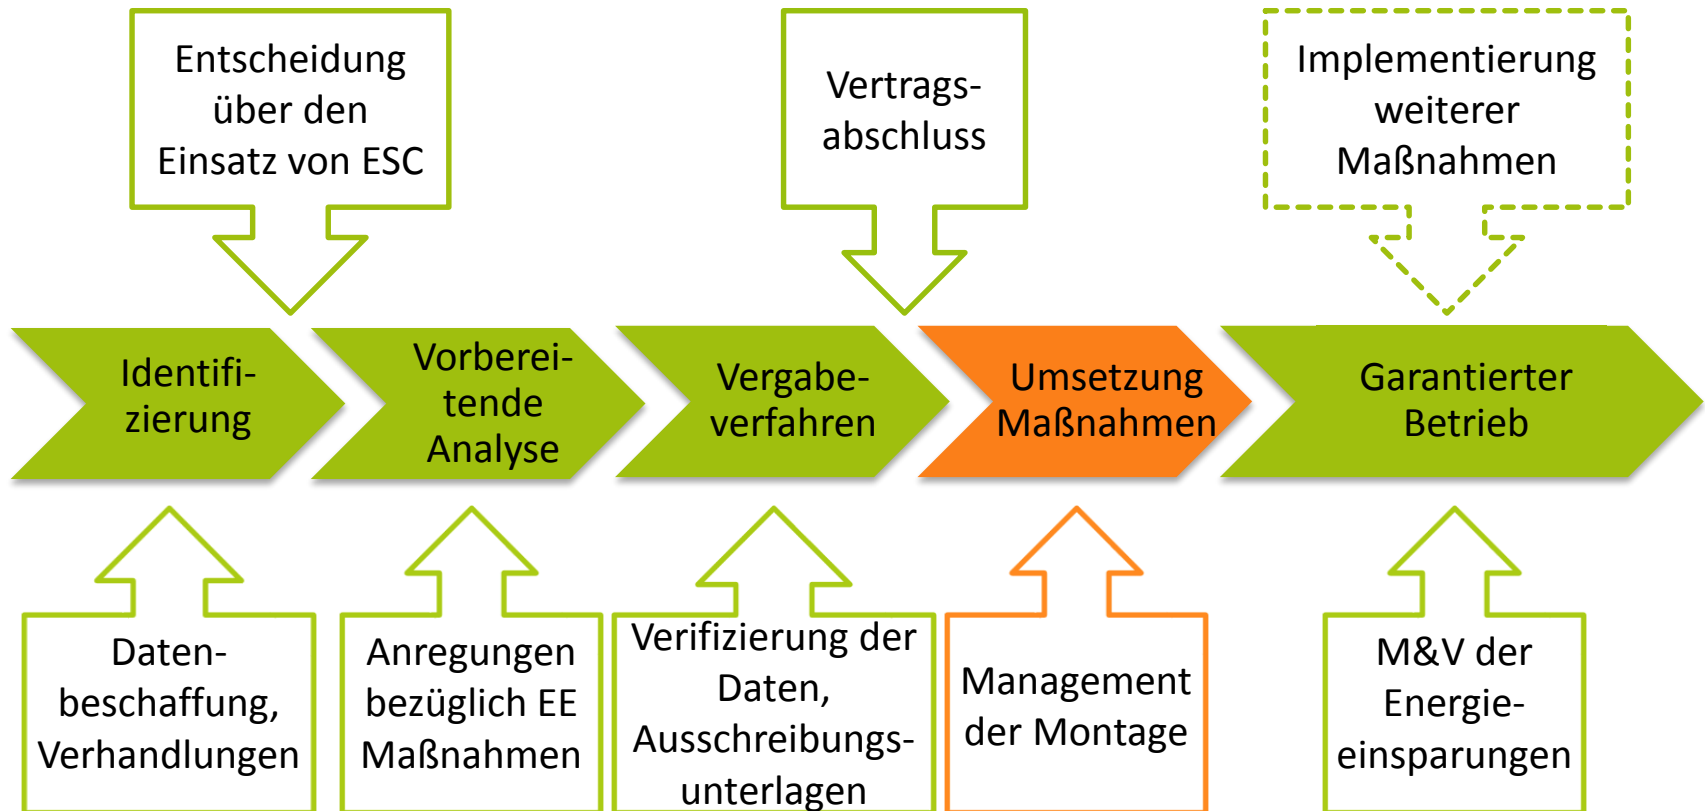 Entscheidung
über den
Einsatz von ESC
Vertrags-
abschluss
Implementierung
weiterer
Maßnahmen
Identifi-
zierung
Vorberei-
tende
Analyse
Vergabe-
verfahren
Umsetzung
Maßnahmen
Garantierter
Betrieb
Daten-
beschaffung,
Verhandlungen
Anregungen
bezüglich EE
Maßnahmen
Verifizierung der
Daten,
Ausschreibungs-
unterlagen
Management
der Montage
M&V der
Energie-
einsparungen